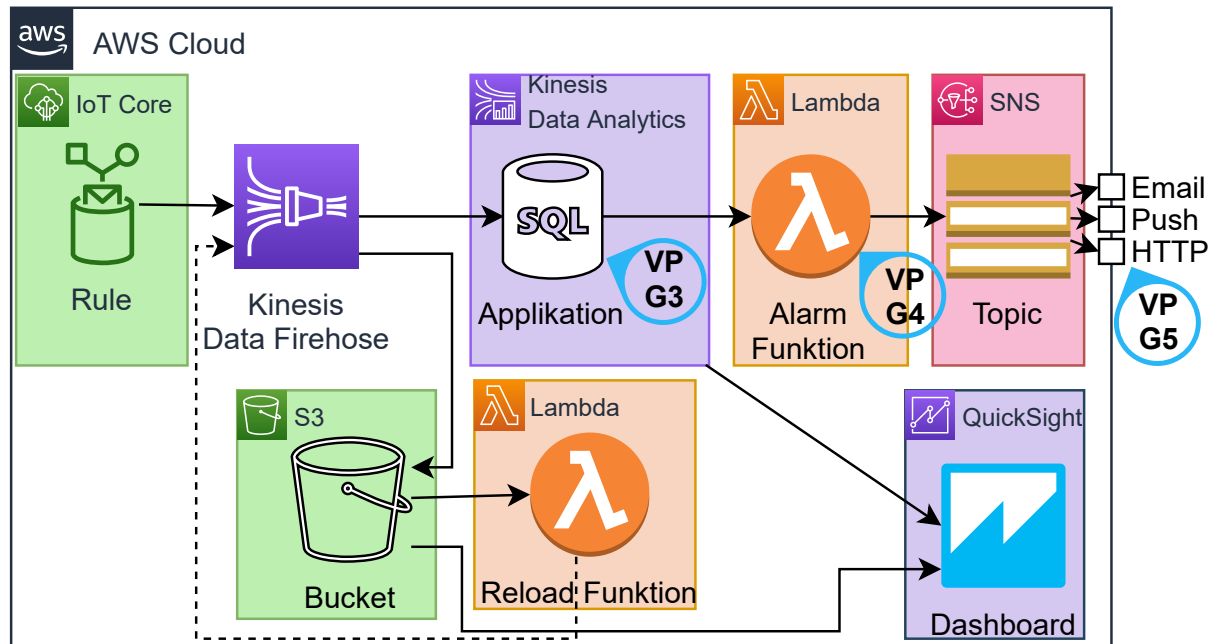 aws
AWS Cloud
IoT Core
Rule
Kinesis
Data Firehose
Kinesis
Data Analytics
SQL
Applikation
VP
G3
Lambda
Alarm
Funktion
VP
G4
SNS
Topic
Email
Push
HTTP
VP
G5
S3
Bucket
Lambda
Reload Funktion
QuickSight
Dashboard